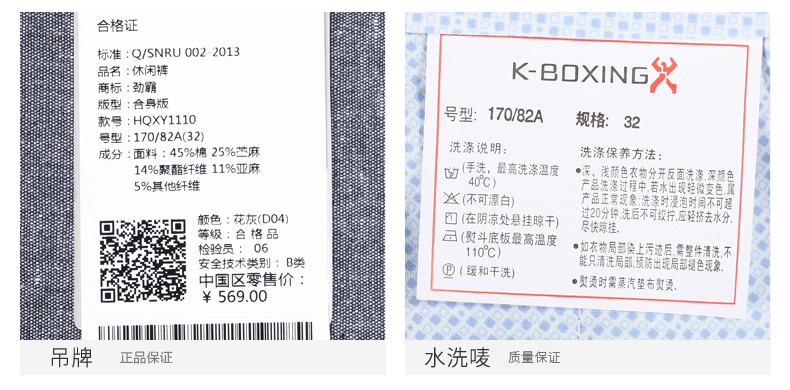 合格证
标准：Q/SNRU 002-2013
品名：休闲裤
商标：劲霸
版型：合身版
款号：HQXY1110
号型：170/82A(32)
成分：面料：45%棉 25%苎麻
14%聚酯纤维 11%亚麻
5%其他纤维
颜色：花灰(D04)
等级：合 格 品
检验员： 06
安全技术类别：B类
中国区零售价：
￥ 569.00
吊牌 正品保证
K-BOXING
号型: 170/82A 规格: 32
洗涤说明：
(手洗，最高洗涤温度
40℃)
(不可漂白)
(在阴凉处悬挂晾干)
(熨斗底板最高温度
110℃)
(缓和干洗)
洗涤保养方法：
●深、浅颜色衣物分开反面洗涤,深颜色
产品洗涤过程中,若水出现轻微变色,属
产品正常现象;洗涤时浸泡时间不可超
过20分钟,洗后不可绞拧,应轻挤去水分,
尽快晾挂.
●如衣物局部染上污迹后,需整件清洗,不
能只清洗局部,预防出现局部褪色现象.
●熨烫时需蒸汽垫布熨烫.
水洗唛 质量保证